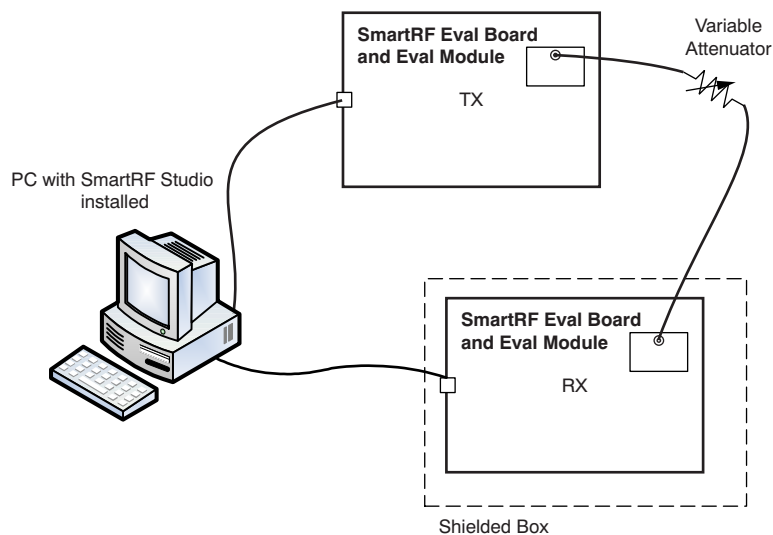 SmartRF Eval Board
and Eval Module
TX
Variable
Attenuator
PC with SmartRF Studio
installed
SmartRF Eval Board
and Eval Module
RX
Shielded Box